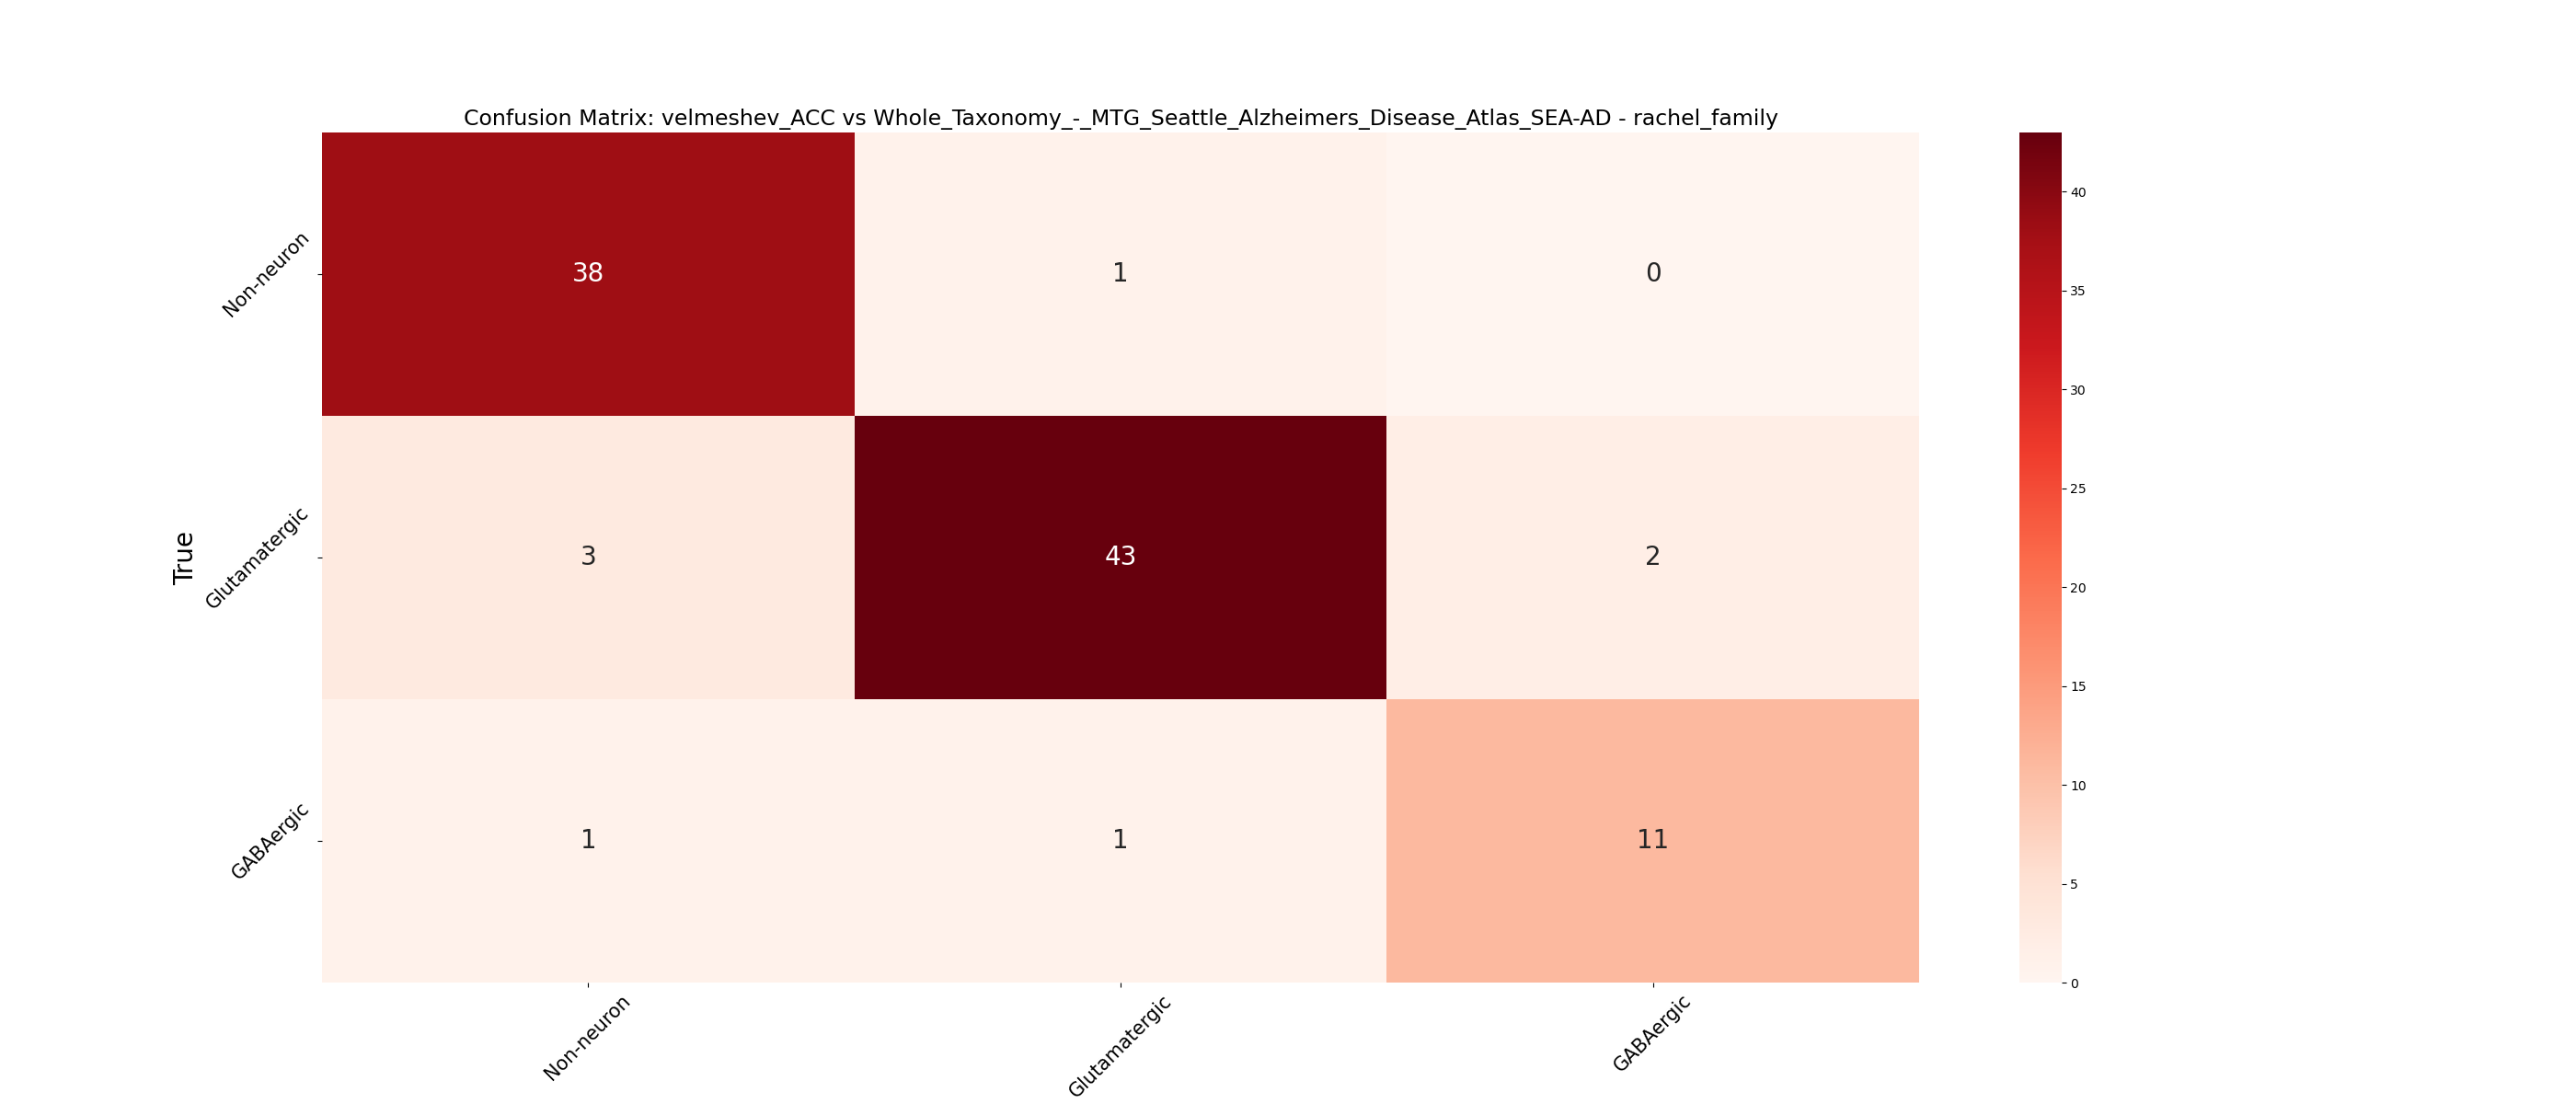 Confusion Matrix: velmeshev_ACC vs Whole_Taxonomy_-_MTG_Seattle_Alzheimers_Disease_Atlas_SEA-AD - rachel_family
True
Non-neuron
38
1
0
Glutamatergic
3
43
2
GABAergic
1
1
11
Non-neuron
Glutamatergic
GABAergic
40
35
30
25
20
15
10
5
0